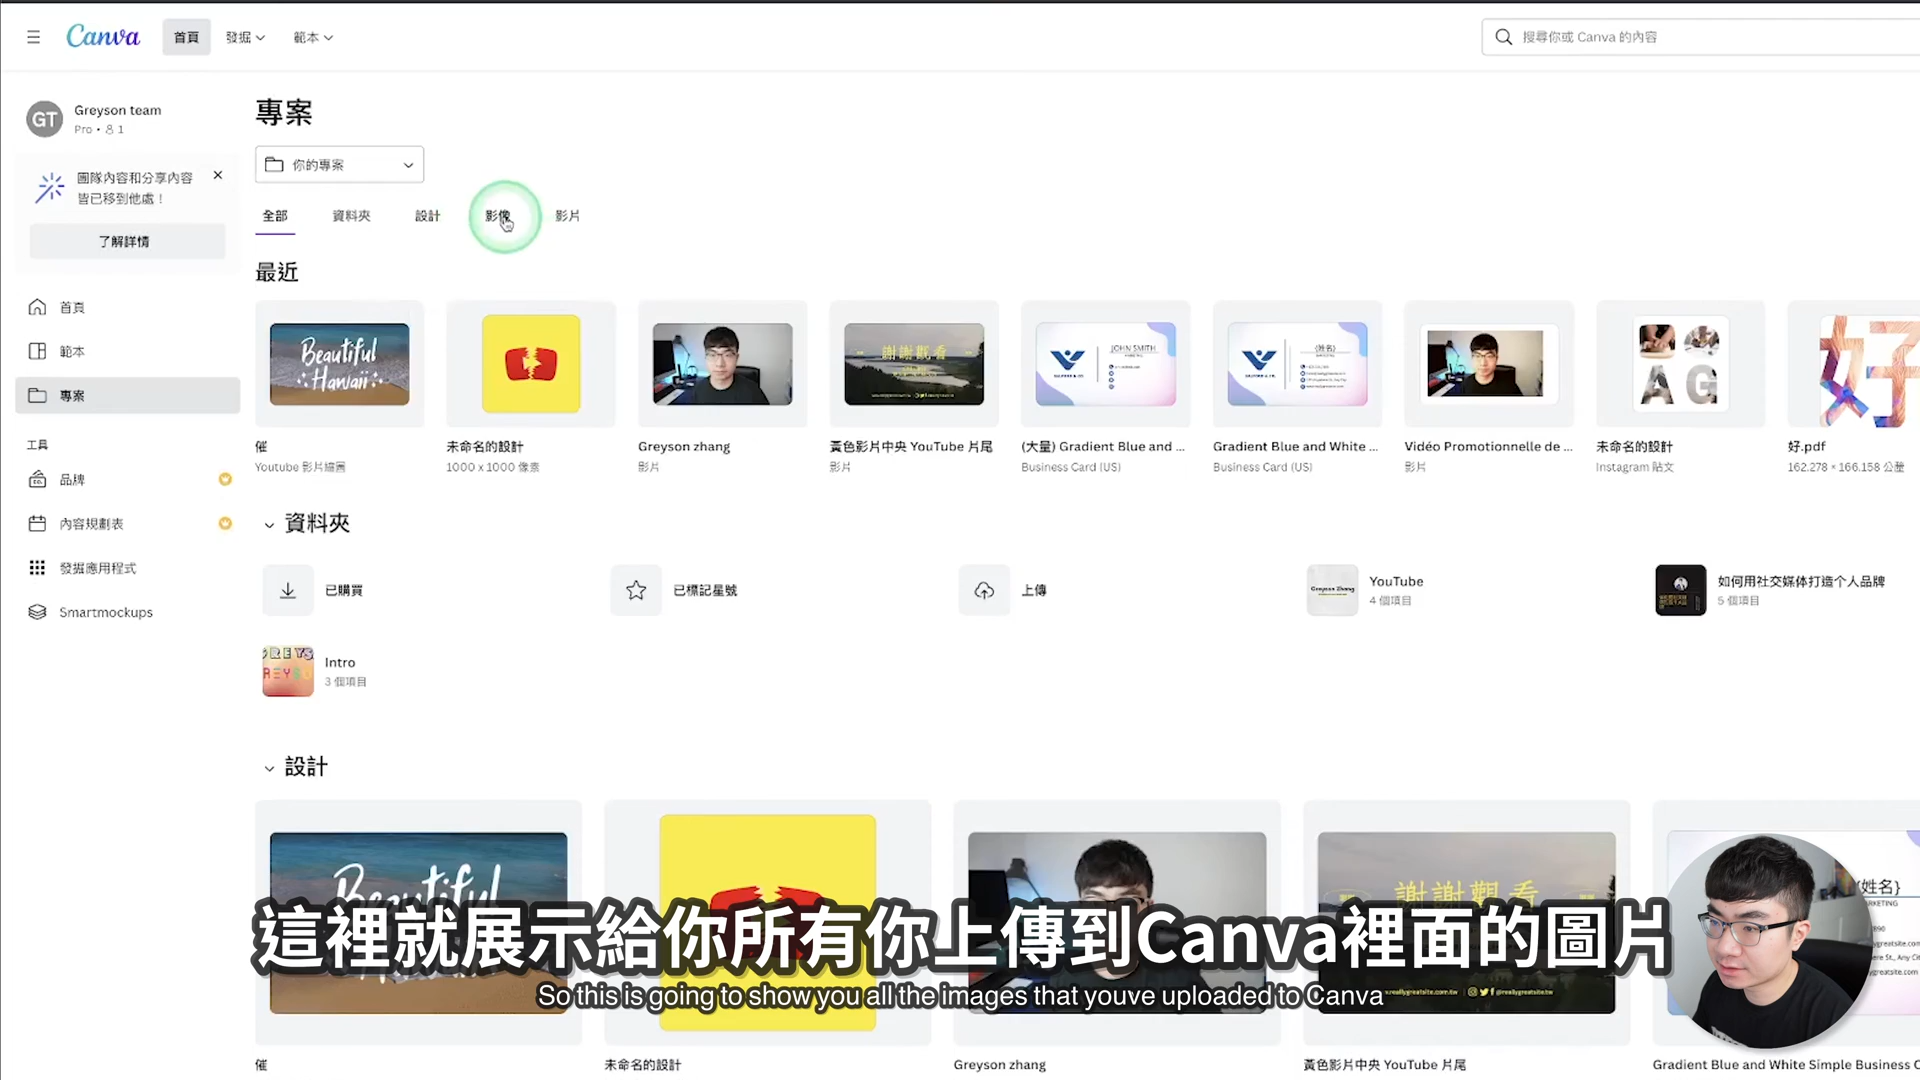 Canva
首頁
發掘
範本
搜尋你或 Canva 的內容
GT
Greyson team
Pro • 1
團隊內容和分享內容
皆已移到他處！
了解詳情
首頁
範本
專案
工具
品牌
內容規劃表
發掘應用程式
Smartmockups
專案
你的專案
全部
資料夾
設計
影像
影片
最近
Beautiful
Hawaii
謝謝觀看
JOHN SMITH
{姓名}
A G
好
催
Youtube 影片縮圖
未命名的設計
1000 x 1000 像素
Greyson zhang
影片
黃色影片中央 YouTube 片尾
影片
(大量) Gradient Blue and ...
Business Card (US)
Gradient Blue and White ...
Business Card (US)
Vidéo Promotionnelle de ...
影片
未命名的設計
Instagram 貼文
好.pdf
162.278 × 166.158 公釐
資料夾
已購買
已標記星號
上傳
Greyson Zhang
YouTube
4 個項目
如何用社交媒体打造个人品牌
5 個項目
Intro
3 個項目
設計
Beautiful
謝謝觀看
{姓名}
這裡就展示給你所有你上傳到Canva裡面的圖片
So this is going to show you all the images that youve uploaded to Canva
催
未命名的設計
Greyson zhang
黃色影片中央 YouTube 片尾
Gradient Blue and White Simple Business C